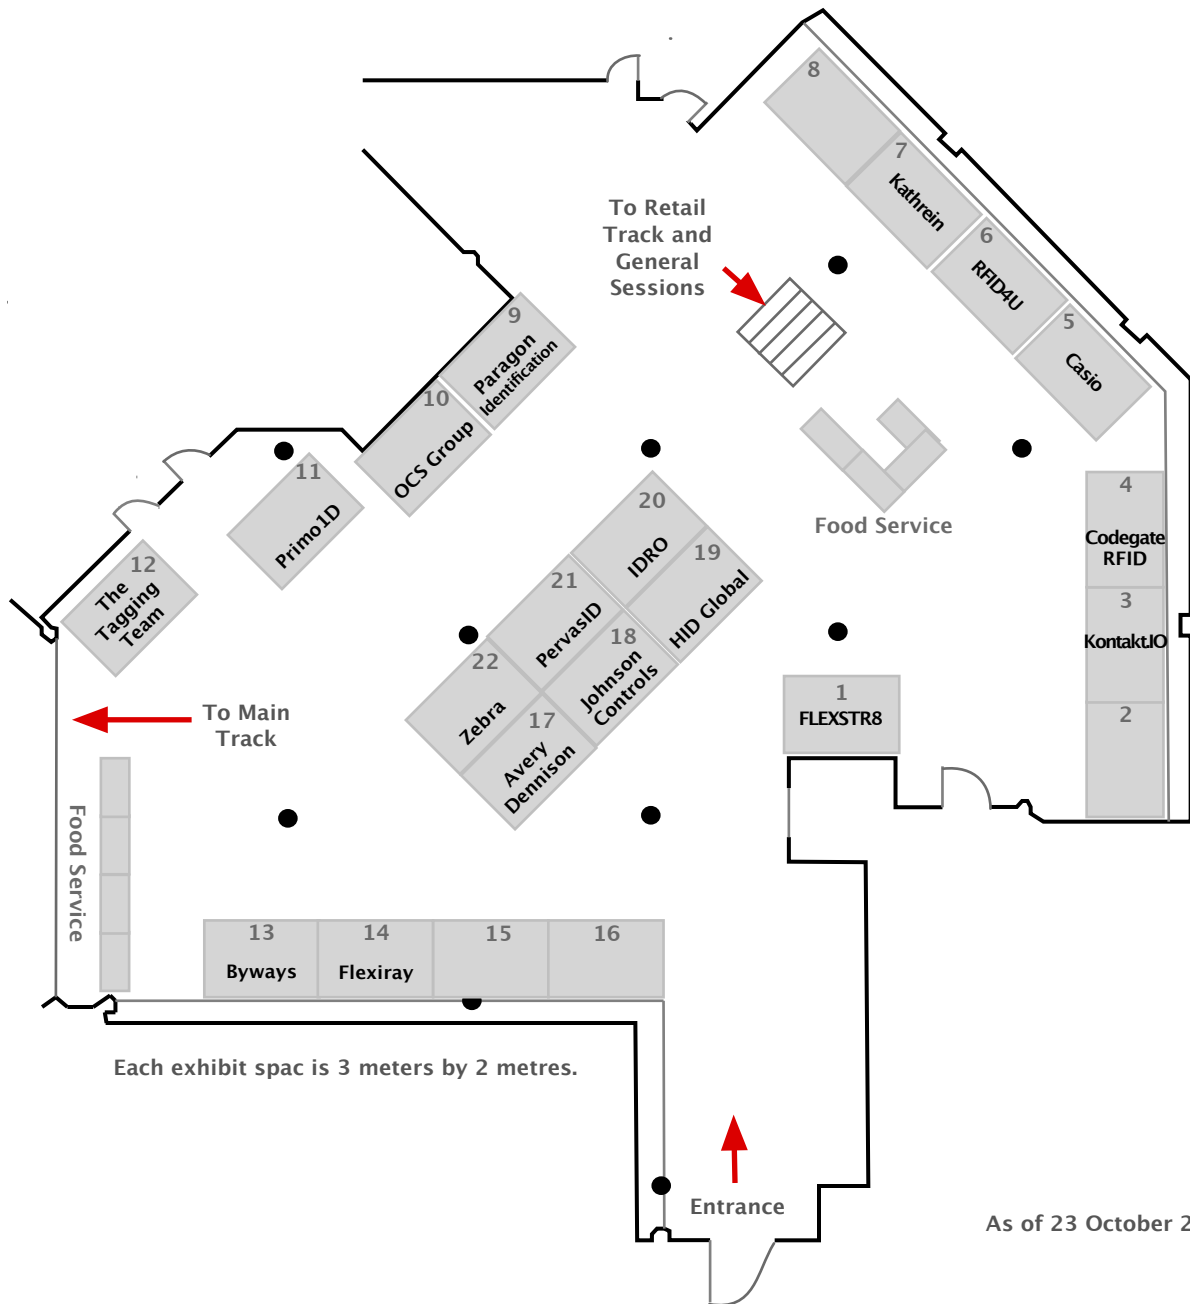 8
7
Kathrein
6
RFID4U
5
Casio
To Retail
Track and
General
Sessions
9
Paragon
Identification
10
OCS Group
11
Primo1D
12
The
Tagging
Team
20
IDRO
19
HID Global
21
PervasID
18
Johnson
Controls
22
Zebra
17
Avery
Dennison
Food Service
4
Codegate
RFID
3
Kontakt.IO
2
1
FLEXSTR8
To Main
Track
Food Service
13
Byways
14
Flexiray
15
16
Each exhibit spac is 3 meters by 2 metres.
Entrance
As of 23 October 2